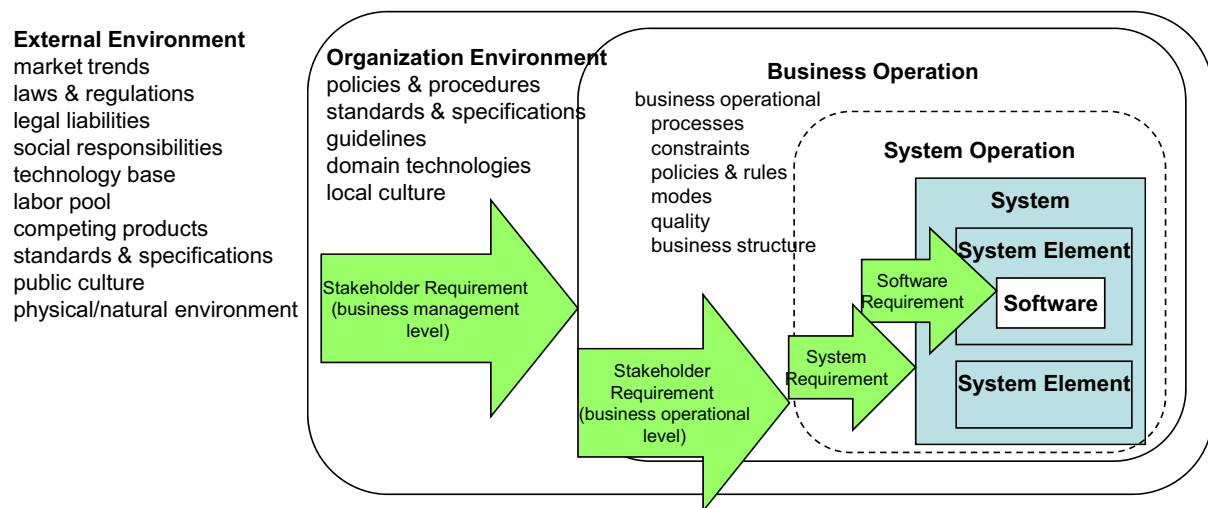 External Environment
market trends
laws & regulations
legal liabilities
social responsibilities
technology base
labor pool
competing products
standards & specifications
public culture
physical/natural environment
Organization Environment
policies & procedures
standards & specifications
guidelines
domain technologies
local culture
Stakeholder Requirement
(business management
level)
Business Operation
business operational
processes
constraints
policies & rules
modes
quality
business structure
Stakeholder
Requirement
(business operational
level)
System Operation
System
Requirement
Software
Requirement
System
System Element
Software
System Element